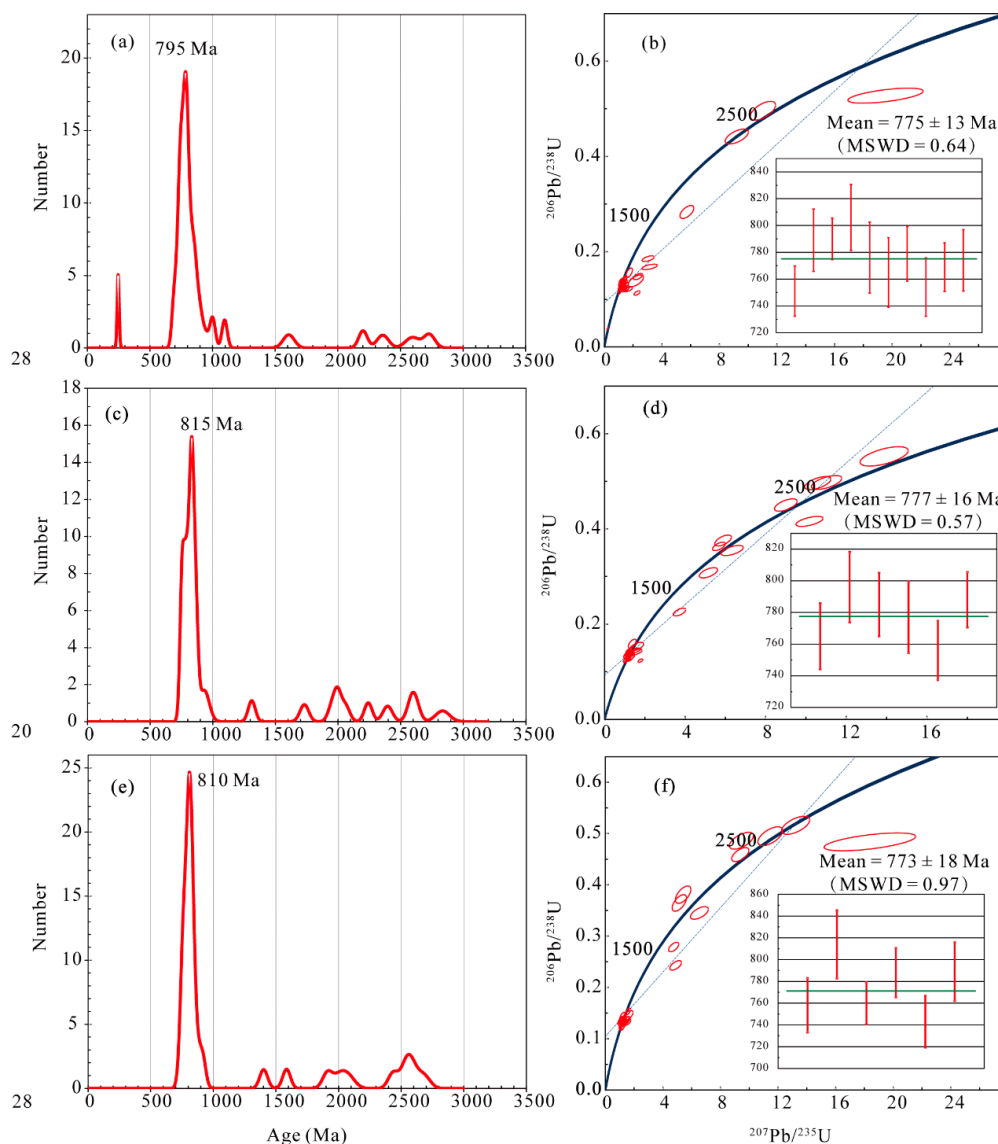 (a)
795 Ma
Number
20
15
10
5
0
0 500 1000 1500 2000 2500 3000 3500
28
(b)
0.6
0.4
0.2
0.0
²⁰⁶Pb/²³⁸U
2500
1500
Mean = 775 ± 13 Ma
(MSWD = 0.64)
840
820
800
780
760
740
720
0 4 8 12 16 20 24
(c)
815 Ma
Number
18
16
14
12
10
8
6
4
2
0
0 500 1000 1500 2000 2500 3000 3500
20
(d)
0.6
0.4
0.2
0.0
²⁰⁶Pb/²³⁸U
2500
1500
Mean = 777 ± 16 Ma
(MSWD = 0.57)
820
800
780
760
740
720
0 4 8 12 16
(e)
810 Ma
Number
25
20
15
10
5
0
0 500 1000 1500 2000 2500 3000 3500
28
Age (Ma)
(f)
0.6
0.5
0.4
0.3
0.2
0.1
0.0
²⁰⁶Pb/²³⁸U
2500
1500
Mean = 773 ± 18 Ma
(MSWD = 0.97)
860
840
820
800
780
760
740
720
700
0 4 8 12 16 20 24
²⁰⁷Pb/²³⁵U